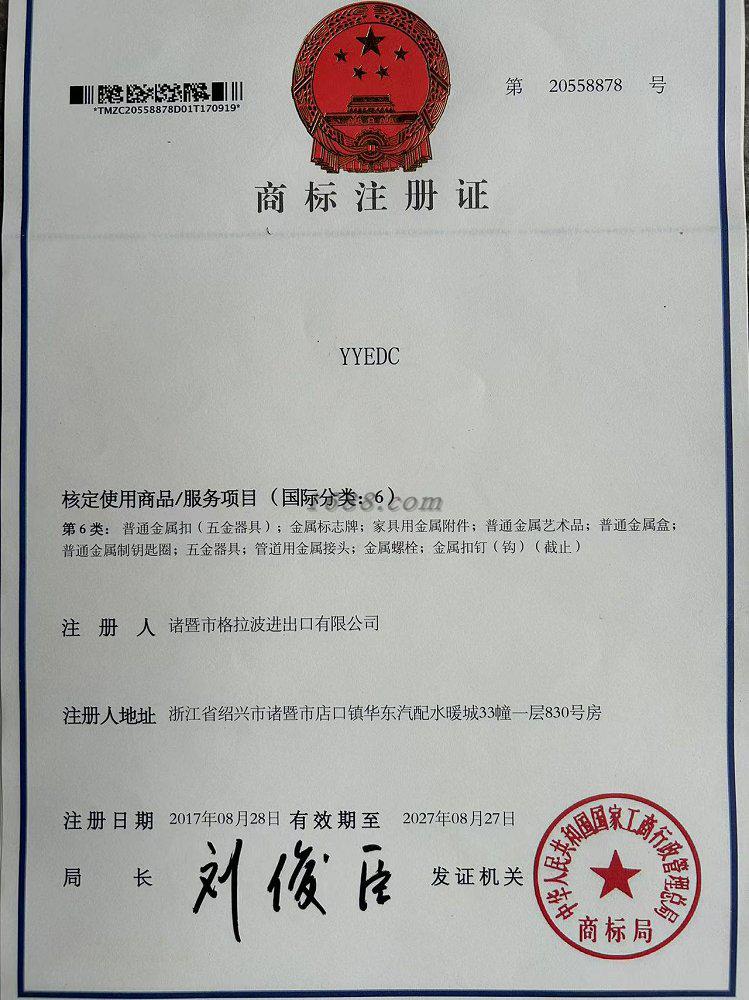 第 20558878 号
*TMZC20558878D01T170919*
商标注册证
YYEDC
核定使用商品/服务项目（国际分类：6）
1688.com
第6类：普通金属扣（五金器具）；金属标志牌；家具用金属附件；普通金属艺术品；普通金属盒；
普通金属制钥匙圈；五金器具；管道用金属接头；金属螺栓；金属扣钉（钩）（截止）
注册人 诸暨市格拉波进出口有限公司
注册人地址 浙江省绍兴市诸暨市店口镇华东汽配水暖城33幢一层830号房
注册日期 2017年08月28日 有效期至 2027年08月27日
局长 刘俊臣 发证机关
中华人民共和国国家工商行政管理总局
商标局